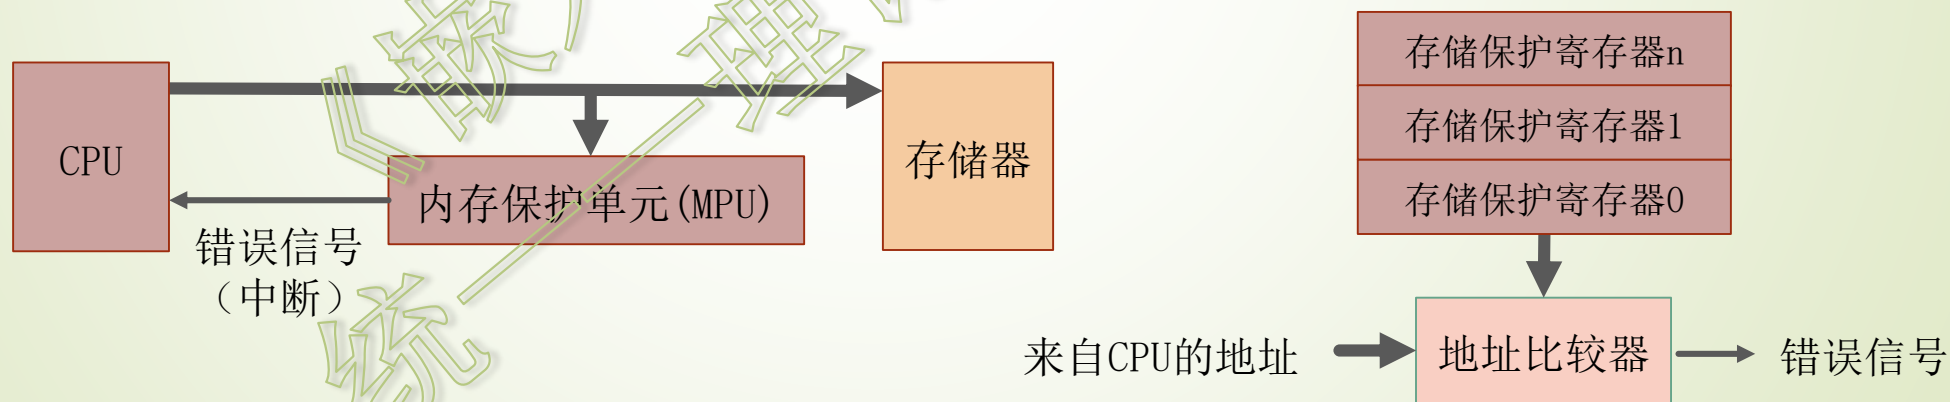 CPU
内存保护单元(MPU)
错误信号
（中断）
存储器
存储保护寄存器n
存储保护寄存器1
存储保护寄存器0
来自CPU的地址
地址比较器
错误信号